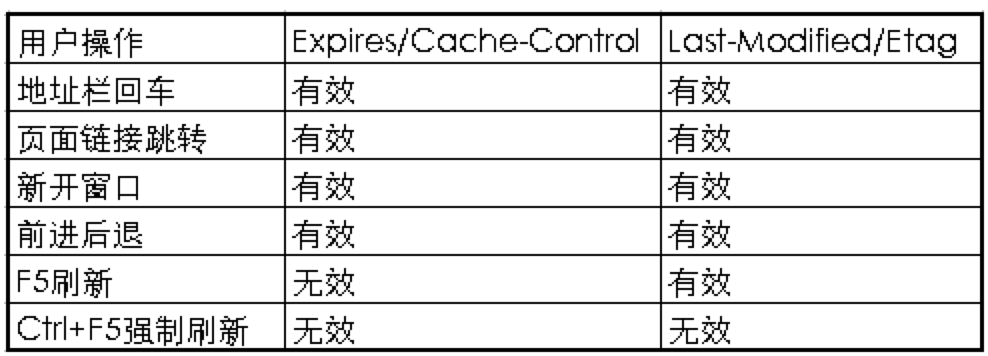 用户操作 Expires/Cache-Control Last-Modified/Etag
地址栏回车 有效 有效
页面链接跳转 有效 有效
新开窗口 有效 有效
前进后退 有效 有效
F5刷新 无效 有效
Ctrl+F5强制刷新 无效 无效